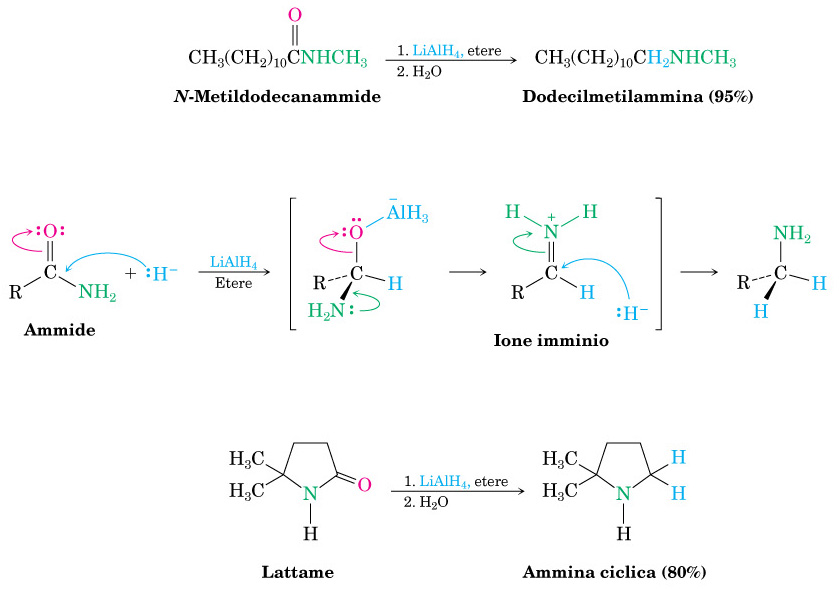 O
CH₃(CH₂)₁₀CNHCH₃
1. LiAlH₄, etere
2. H₂O
CH₃(CH₂)₁₀CH₂NHCH₃
N-Metildodecanammide
Dodecilmetilammina (95%)
:O:
C
R
NH₂
+ :H⁻
Ammide
LiAlH₄
Etere
:Ö
⁻AlH₃
R
C
H
H₂N:
H
+
N
H
C
R
H
:H⁻
Ione imminio
NH₂
R
C
H
H
H₃C
H₃C
N
O
H
Lattame
1. LiAlH₄, etere
2. H₂O
H₃C
H₃C
N
H
H
H
Ammina ciclica (80%)